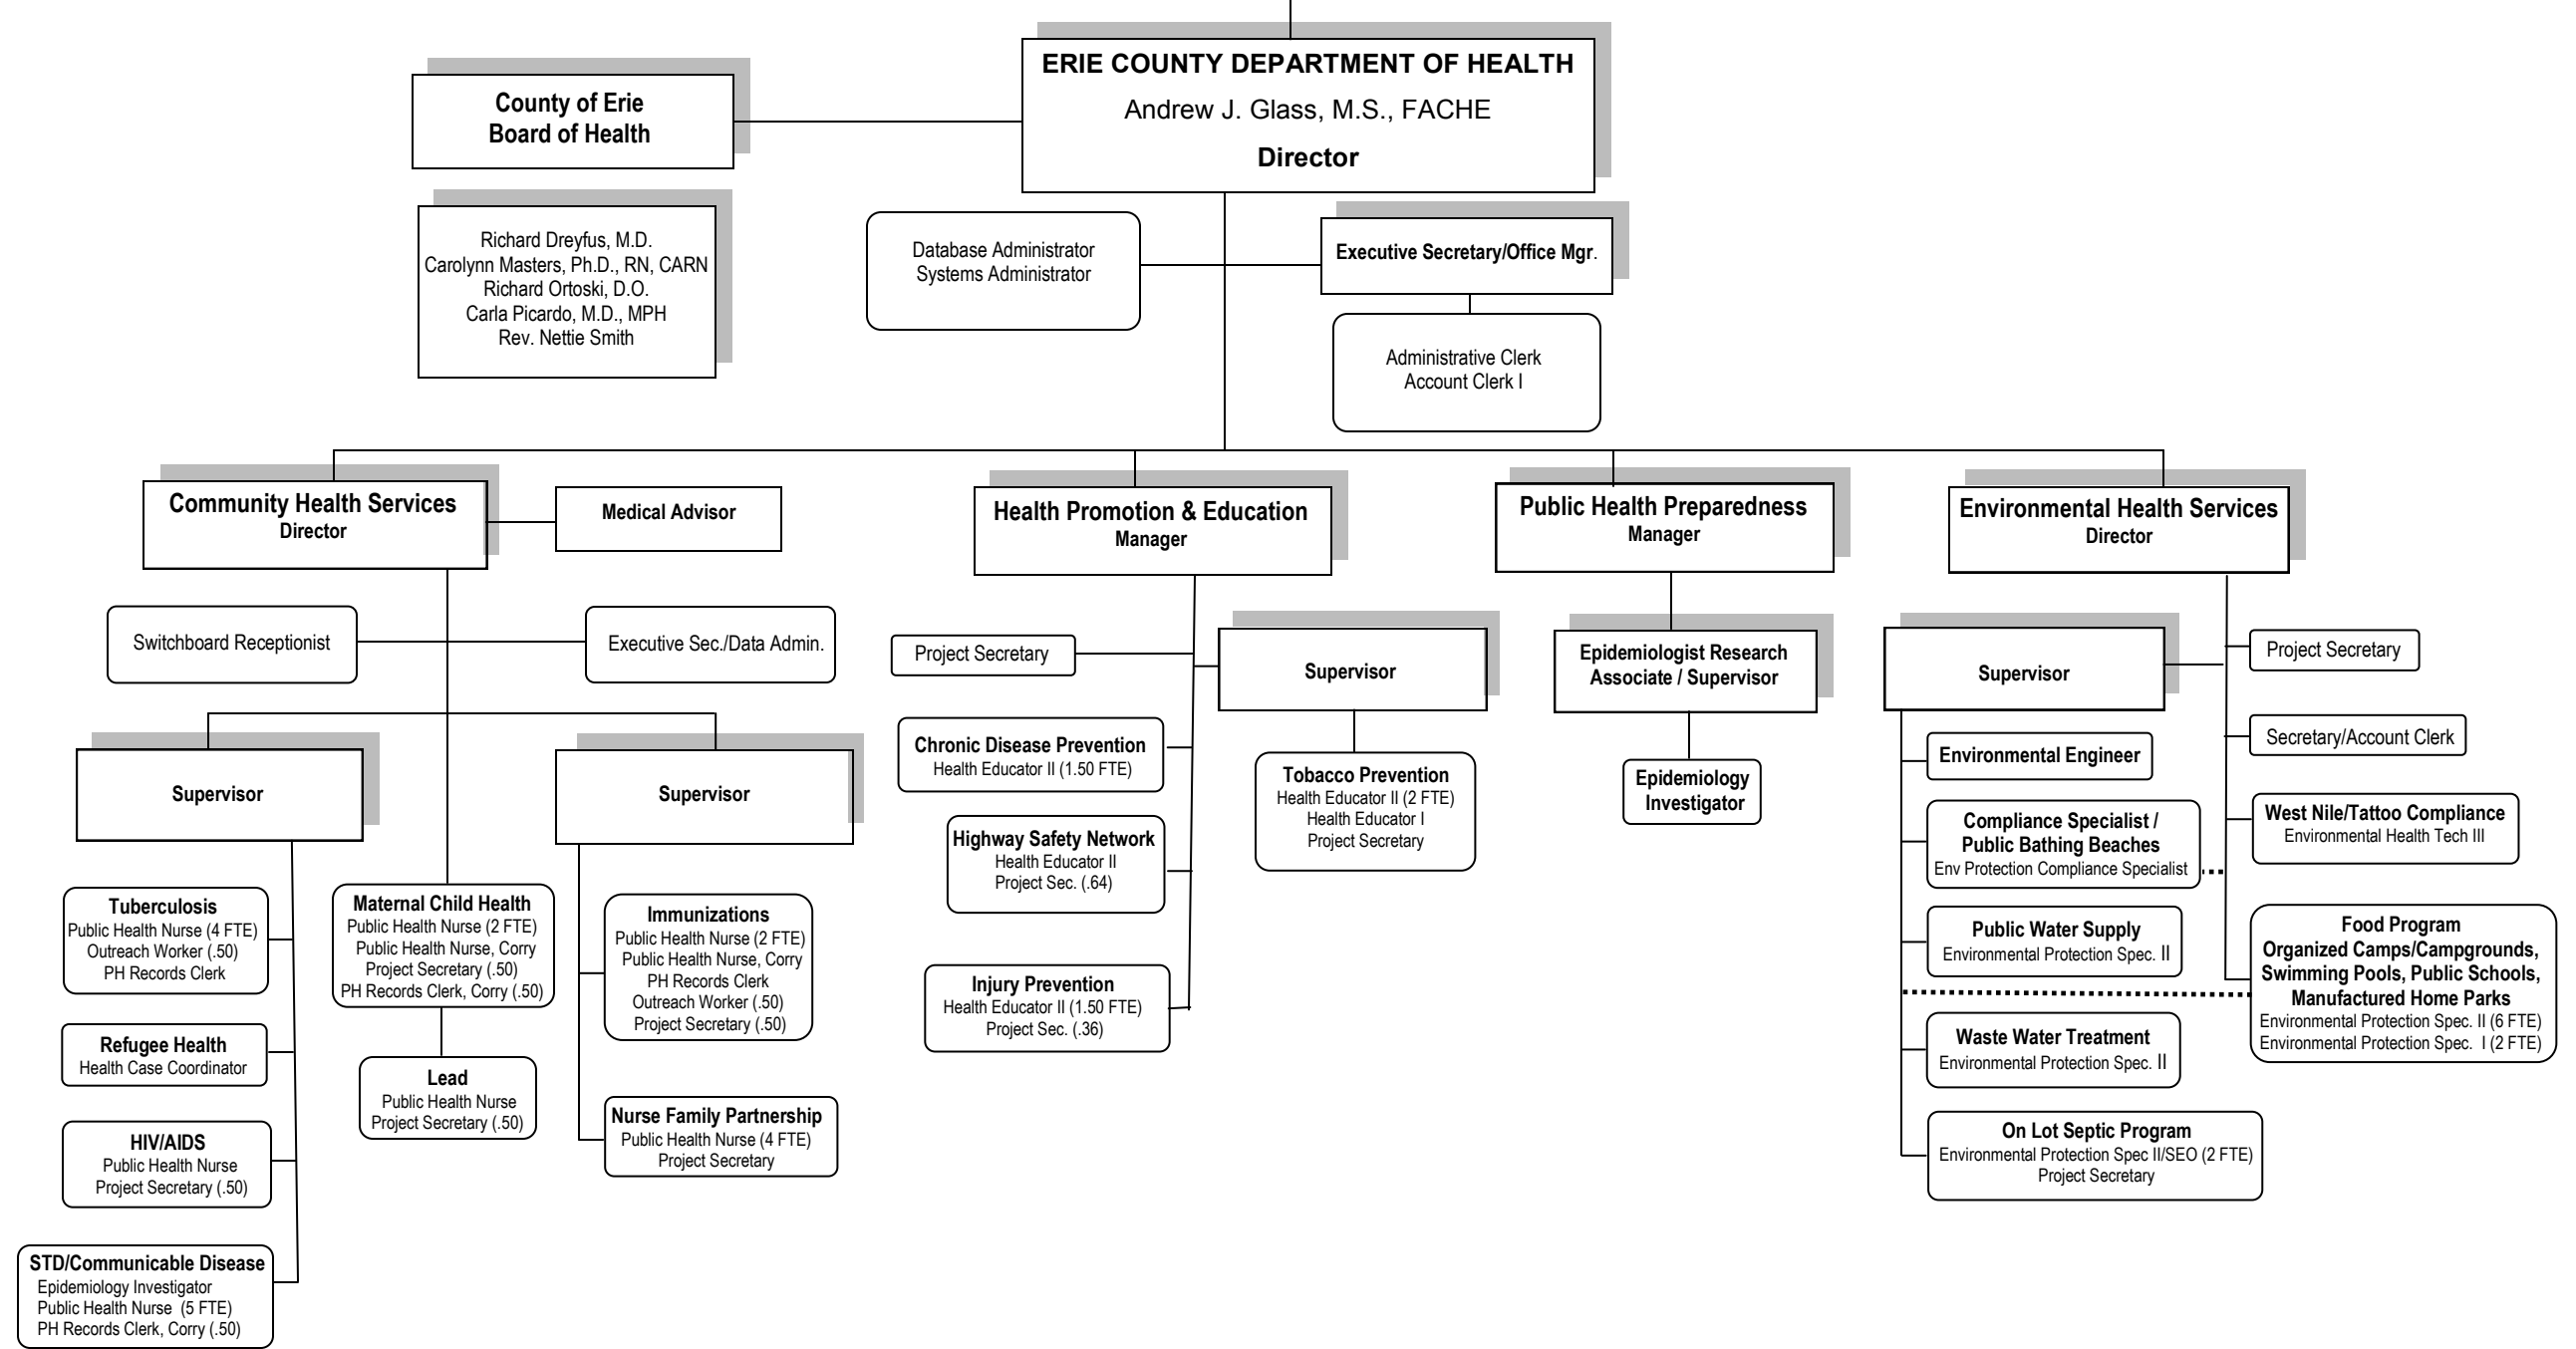 ERIE COUNTY DEPARTMENT OF HEALTH
Andrew J. Glass, M.S., FACHE
Director
County of Erie
Board of Health
Richard Dreyfus, M.D.
Carolynn Masters, Ph.D., RN, CARN
Richard Ortoski, D.O.
Carla Picardo, M.D., MPH
Rev. Nettie Smith
Database Administrator
Systems Administrator
Executive Secretary/Office Mgr.
Administrative Clerk
Account Clerk I
Community Health Services
Director
Medical Advisor
Switchboard Receptionist
Executive Sec./Data Admin.
Supervisor
Tuberculosis
Public Health Nurse (4 FTE)
Outreach Worker (.50)
PH Records Clerk
Refugee Health
Health Case Coordinator
HIV/AIDS
Public Health Nurse
Project Secretary (.50)
STD/Communicable Disease
Epidemiology Investigator
Public Health Nurse (5 FTE)
PH Records Clerk, Corry (.50)
Maternal Child Health
Public Health Nurse (2 FTE)
Public Health Nurse, Corry
Project Secretary (.50)
PH Records Clerk, Corry (.50)
Lead
Public Health Nurse
Project Secretary (.50)
Supervisor
Immunizations
Public Health Nurse (2 FTE)
Public Health Nurse, Corry
PH Records Clerk
Outreach Worker (.50)
Project Secretary (.50)
Nurse Family Partnership
Public Health Nurse (4 FTE)
Project Secretary
Health Promotion & Education
Manager
Project Secretary
Chronic Disease Prevention
Health Educator II (1.50 FTE)
Highway Safety Network
Health Educator II
Project Sec. (.64)
Injury Prevention
Health Educator II (1.50 FTE)
Project Sec. (.36)
Supervisor
Tobacco Prevention
Health Educator II (2 FTE)
Health Educator I
Project Secretary
Public Health Preparedness
Manager
Epidemiologist Research
Associate / Supervisor
Epidemiology
Investigator
Environmental Health Services
Director
Supervisor
Environmental Engineer
Compliance Specialist /
Public Bathing Beaches
Env Protection Compliance Specialist
Public Water Supply
Environmental Protection Spec. II
Waste Water Treatment
Environmental Protection Spec. II
On Lot Septic Program
Environmental Protection Spec II/SEO (2 FTE)
Project Secretary
Project Secretary
Secretary/Account Clerk
West Nile/Tattoo Compliance
Environmental Health Tech III
Food Program
Organized Camps/Campgrounds,
Swimming Pools, Public Schools,
Manufactured Home Parks
Environmental Protection Spec. II (6 FTE)
Environmental Protection Spec. I (2 FTE)